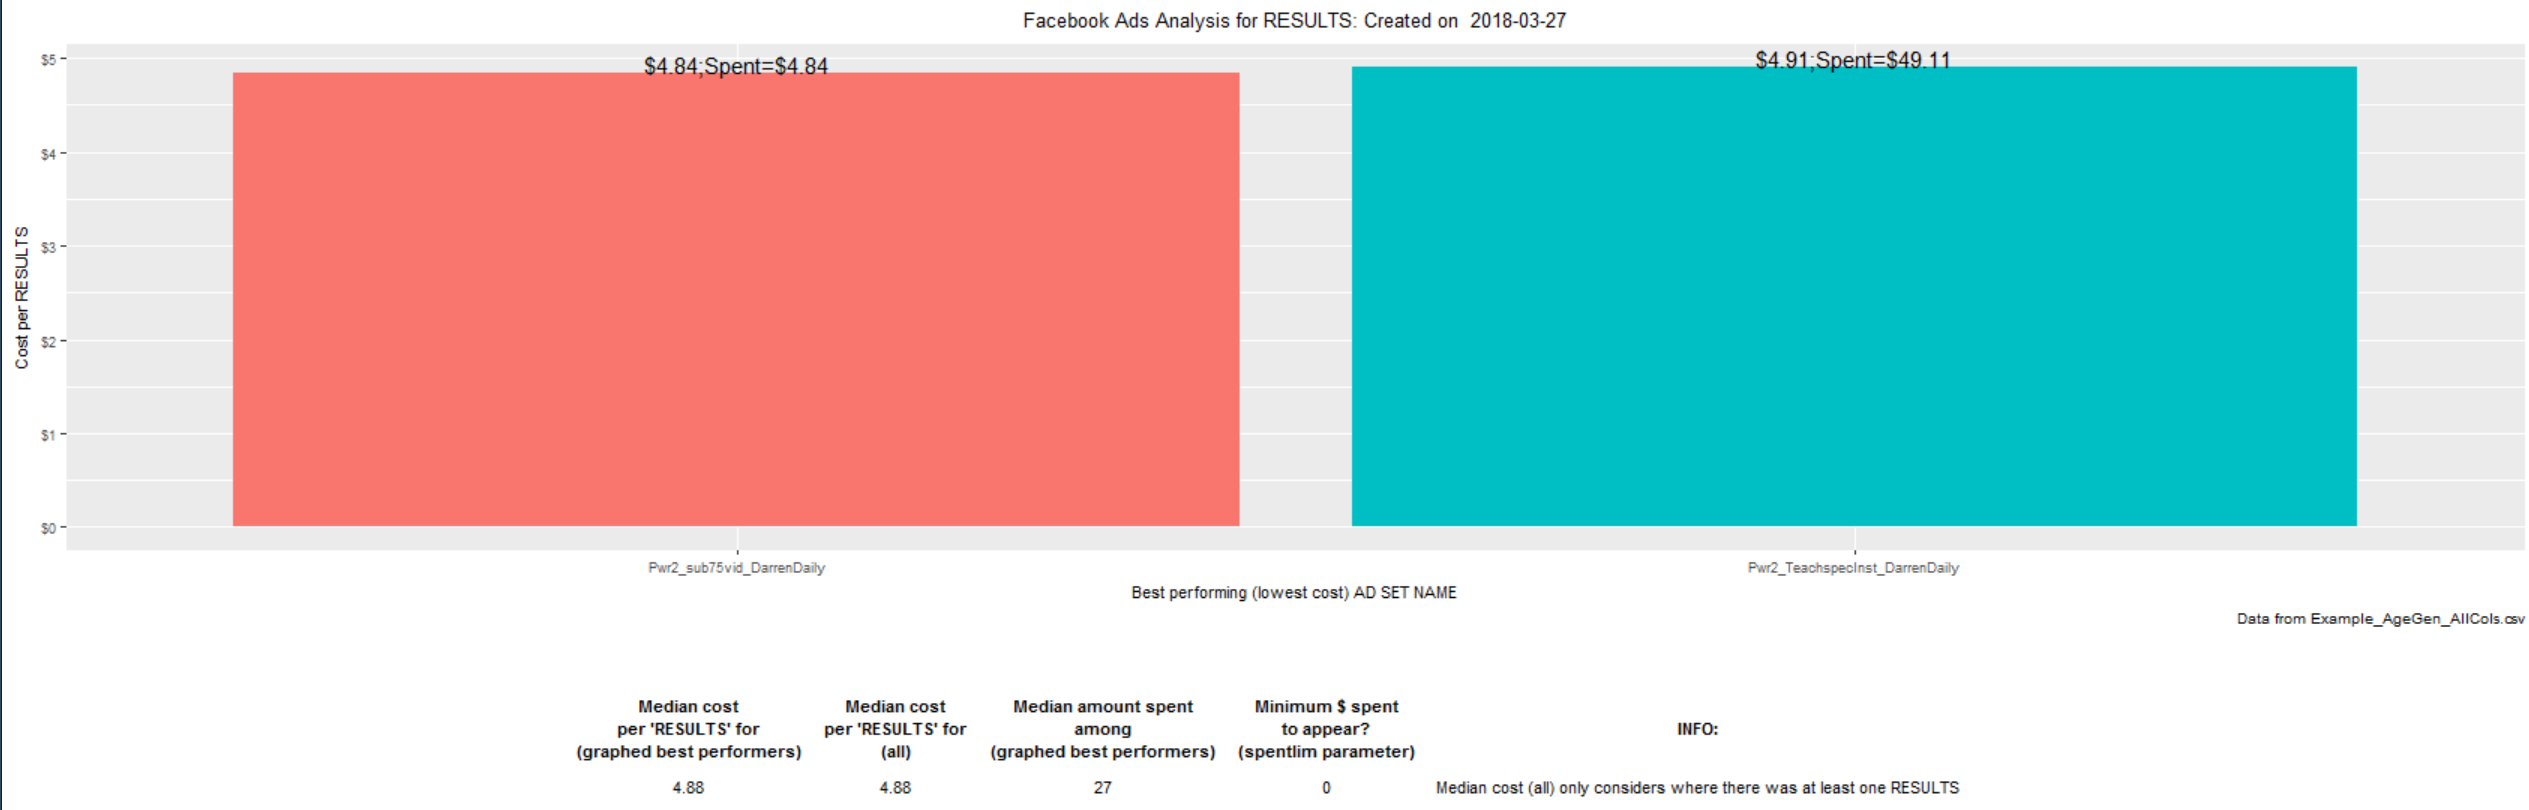 Facebook Ads Analysis for RESULTS: Created on  2018-03-27
$4.84;Spent=$4.84
$4.91;Spent=$49.11
$5
$4
$3
$2
$1
$0
Cost per RESULTS
Pwr2_sub75vid_DarrenDaily
Pwr2_TeachspecInst_DarrenDaily
Best performing (lowest cost) AD SET NAME
Data from Example_AgeGen_AllCols.csv
Median cost
per 'RESULTS' for
(graphed best performers)
Median cost
per 'RESULTS' for
(all)
Median amount spent
among
(graphed best performers)
Minimum $ spent
to appear?
(spentlim parameter)
INFO:
4.88
4.88
27
0
Median cost (all) only considers where there was at least one RESULTS